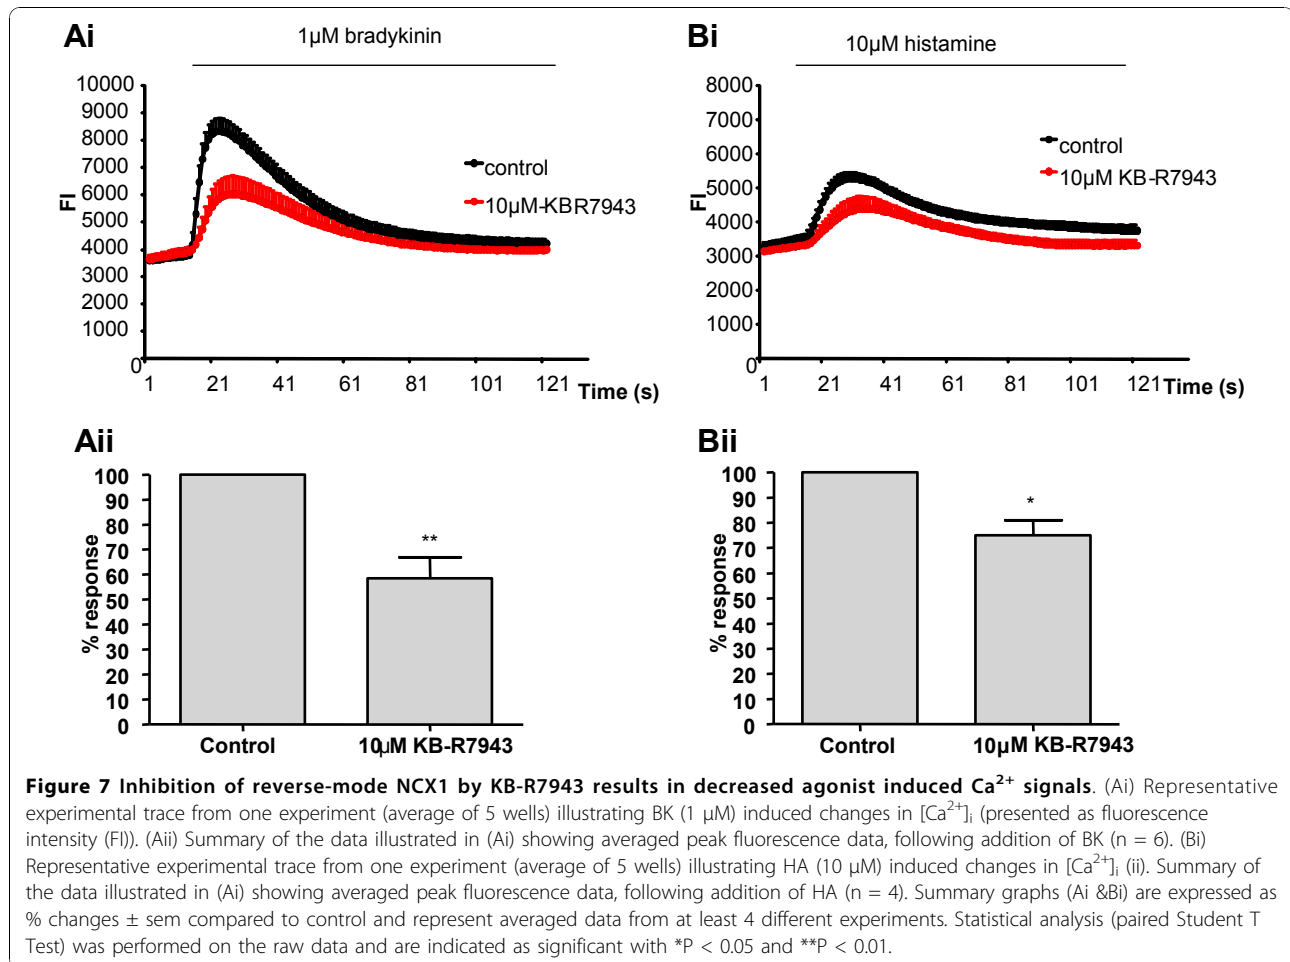 Ai
1µM bradykinin
10000
9000
8000
7000
6000
5000
4000
3000
2000
1000
0
FI
control
10µM-KBR7943
1 21 41 61 81 101 121 Time (s)
Bi
10µM histamine
8000
7000
6000
5000
4000
3000
2000
1000
0
FI
control
10µM KB-R7943
1 21 41 61 81 101 121 Time (s)
Aii
100
90
80
70
60
50
40
30
20
10
0
% response
**
Control 10µM KB-R7943
Bii
100
90
80
70
60
50
40
30
20
10
0
% response
*
Control 10µM KB-R7943
Figure 7 Inhibition of reverse-mode NCX1 by KB-R7943 results in decreased agonist induced Ca²⁺ signals. (Ai) Representative
experimental trace from one experiment (average of 5 wells) illustrating BK (1 μM) induced changes in [Ca²⁺]ᵢ (presented as fluorescence
intensity (FI)). (Aii) Summary of the data illustrated in (Ai) showing averaged peak fluorescence data, following addition of BK (n = 6). (Bi)
Representative experimental trace from one experiment (average of 5 wells) illustrating HA (10 μM) induced changes in [Ca²⁺]ᵢ (ii). Summary of
the data illustrated in (Ai) showing averaged peak fluorescence data, following addition of HA (n = 4). Summary graphs (Ai &Bi) are expressed as
% changes ± sem compared to control and represent averaged data from at least 4 different experiments. Statistical analysis (paired Student T
Test) was performed on the raw data and are indicated as significant with *P < 0.05 and **P < 0.01.